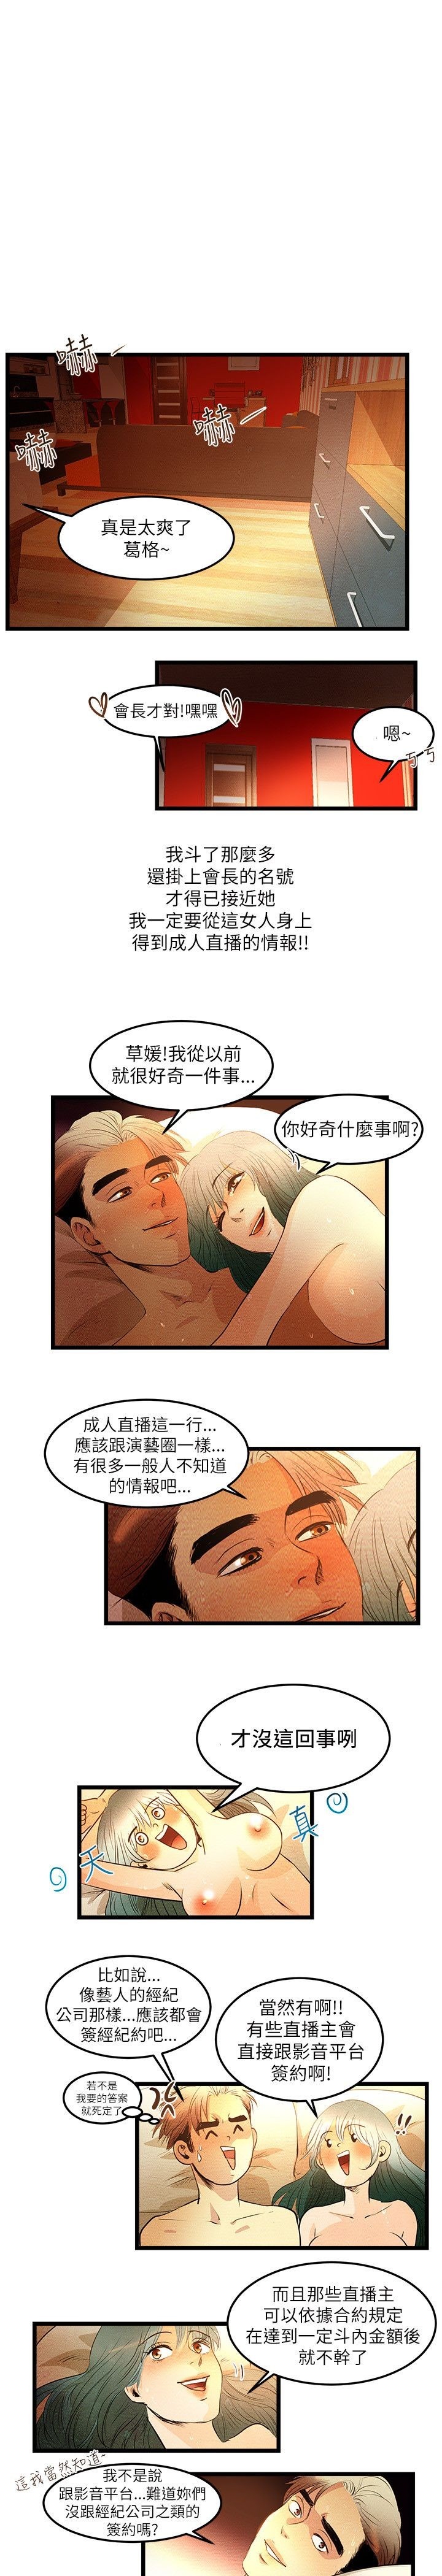 嚇
嚇
嚇
真是太爽了
葛格~
會長才對!嘿嘿
嗯~
ㄎㄎ
我斗了那麼多
還掛上會長的名號
才得已接近她
我一定要從這女人身上
得到成人直播的情報!!
草媛!我從以前
就很好奇一件事...
你好奇什麼事啊?
成人直播這一行...
應該跟演藝圈一樣...
有很多一般人不知道
的情報吧...
才沒這回事咧
天
真
比如說...
像藝人的經紀
公司那樣...應該都會
簽經紀約吧...
當然有啊!!
有些直播主會
直接跟影音平台
簽約啊!
若不是
我要的答案
就死定了
!!
而且那些直播主
可以依據合約規定
在達到一定斗內金額後
就不幹了
這我當然知道~
我不是說
跟影音平台...難道妳們
沒跟經紀公司之類的
簽約嗎?